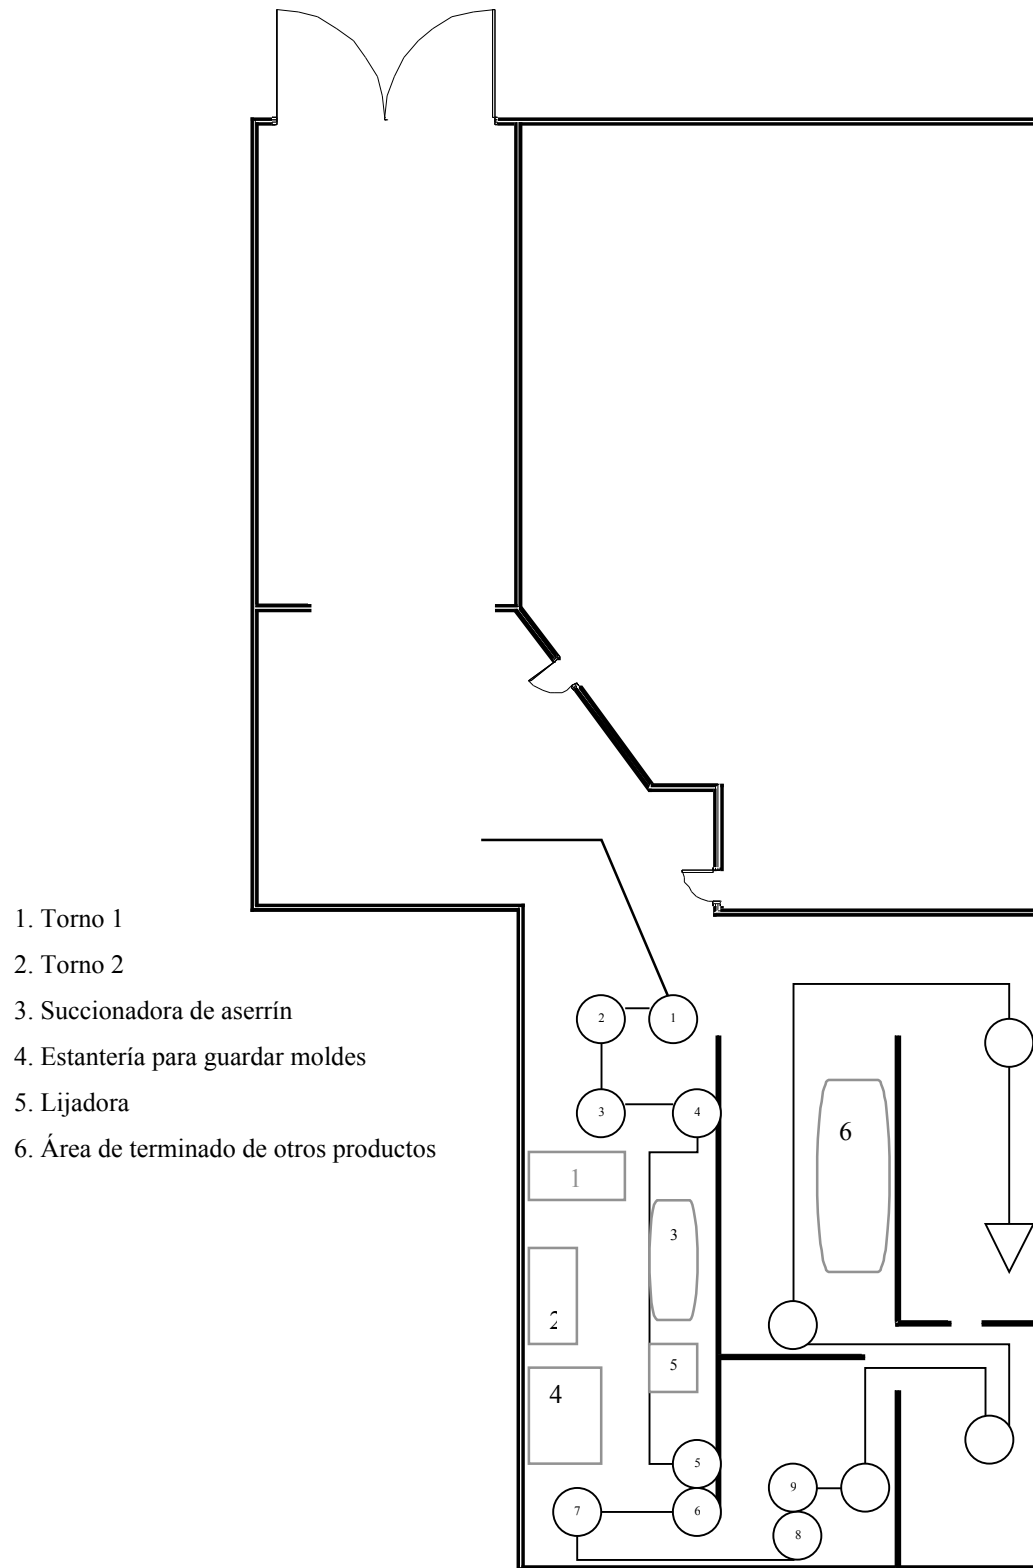 2
1
1. Torno 1
2. Torno 2
3. Succionadora de aserrín
4. Estantería para guardar moldes
5. Lijadora
6. Área de terminado de otros productos
3
4
6
1
3
2
5
4
5
9
7
6
8